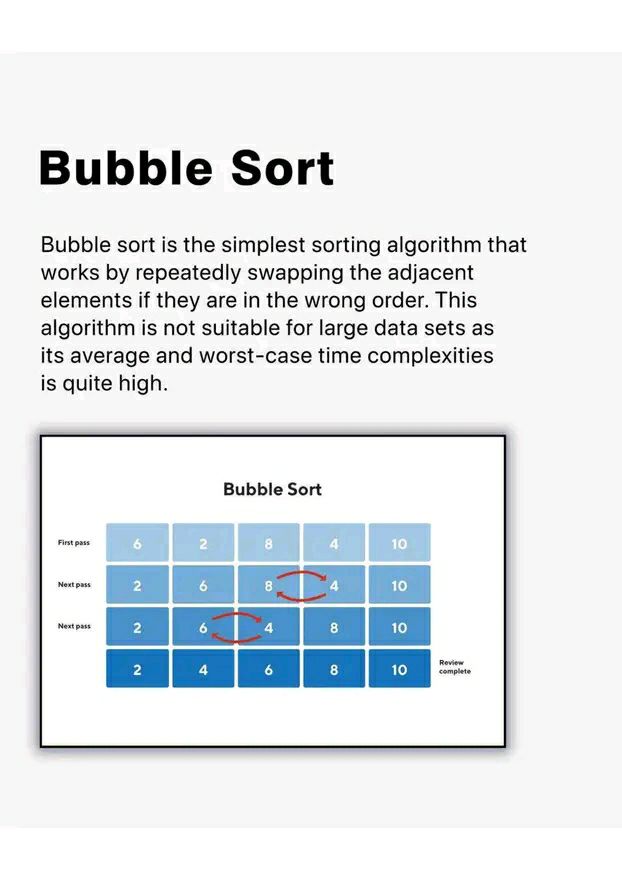 Bubble Sort
Bubble sort is the simplest sorting algorithm that
works by repeatedly swapping the adjacent
elements if they are in the wrong order. This
algorithm is not suitable for large data sets as
its average and worst-case time complexities
is quite high.
Bubble Sort
First pass 6 2 8 4 10
Next pass 2 6 8 4 10
Next pass 2 6 4 8 10
2 4 6 8 10 Review
complete